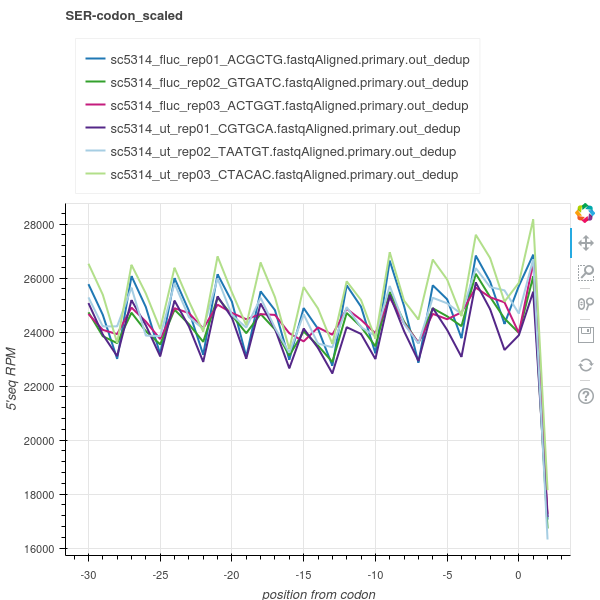 SER-codon_scaled
sc5314_fluc_rep01_ACGCTG.fastqAligned.primary.out_dedup
sc5314_fluc_rep02_GTGATC.fastqAligned.primary.out_dedup
sc5314_fluc_rep03_ACTGGT.fastqAligned.primary.out_dedup
sc5314_ut_rep01_CGTGCA.fastqAligned.primary.out_dedup
sc5314_ut_rep02_TAATGT.fastqAligned.primary.out_dedup
sc5314_ut_rep03_CTACAC.fastqAligned.primary.out_dedup
28000
26000
24000
22000
20000
18000
16000
5'seq RPM
-30 -25 -20 -15 -10 -5 0
position from codon